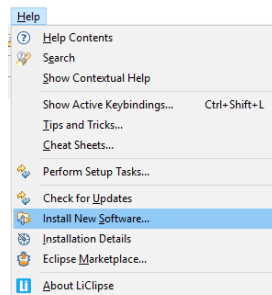 Help
Help Contents
Search
Show Contextual Help
Show Active Keybindings... Ctrl+Shift+L
Tips and Tricks...
Cheat Sheets...
Perform Setup Tasks...
Check for Updates
Install New Software...
Installation Details
Eclipse Marketplace...
About LiClipse